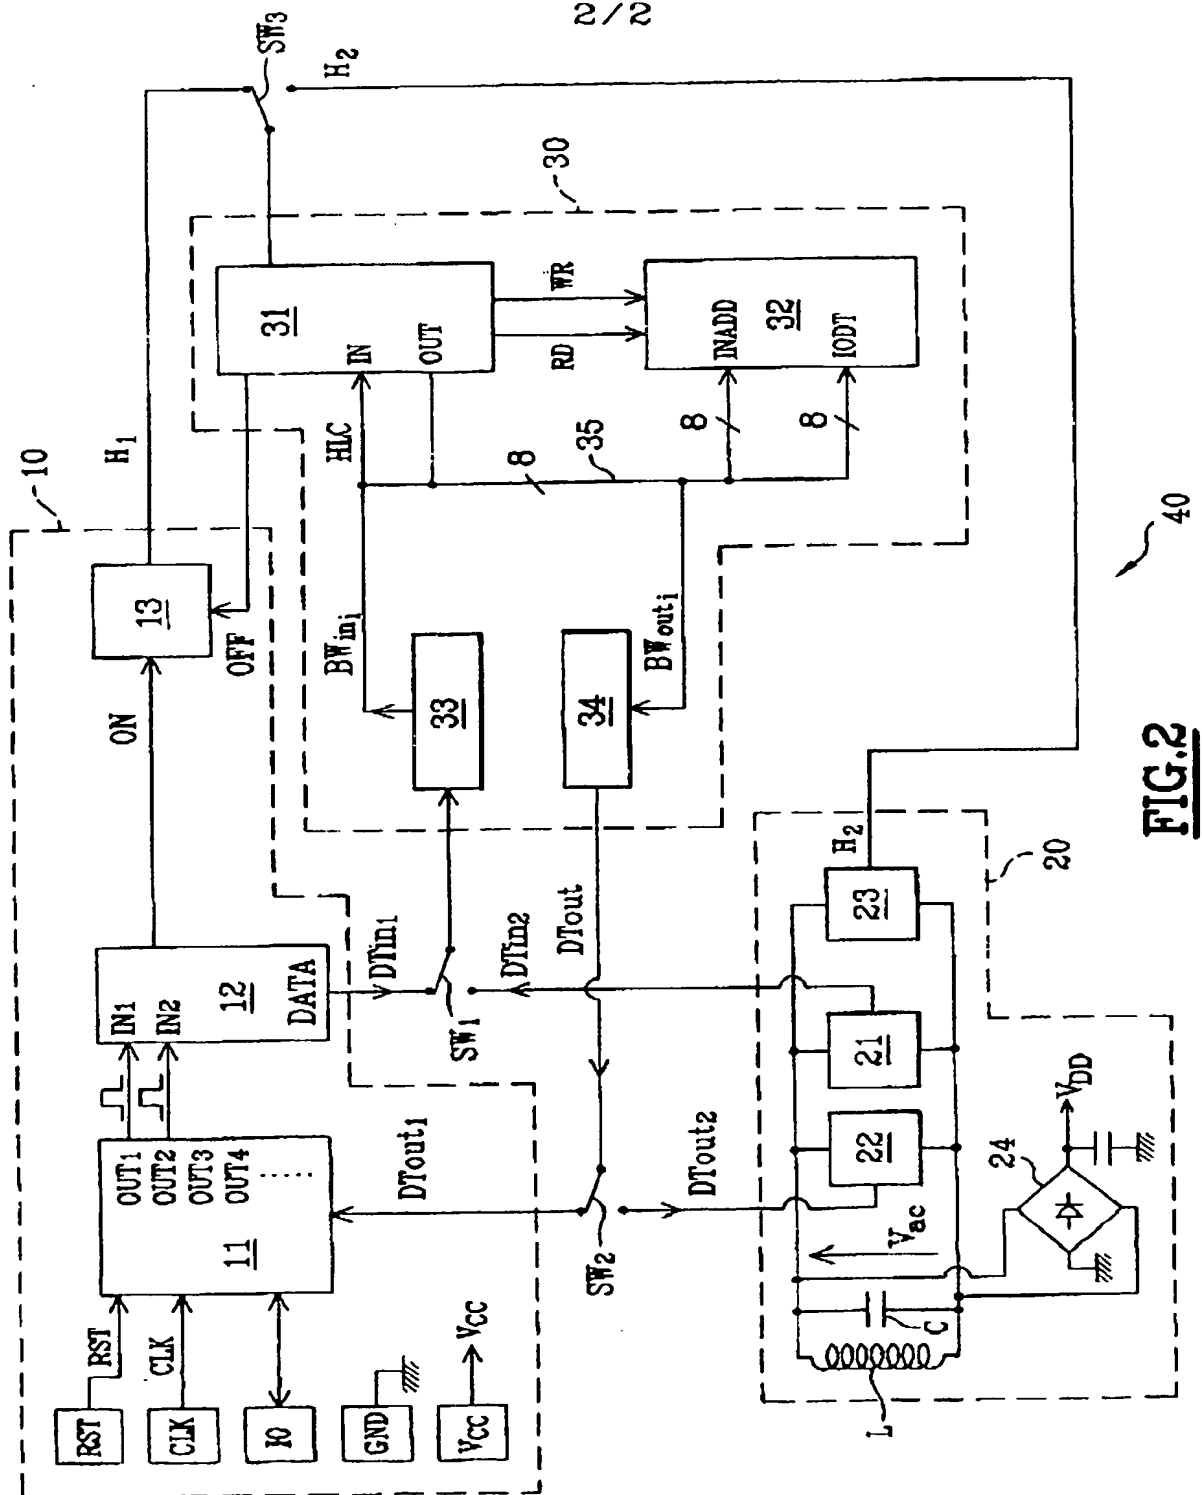 2/2
RST
CLK
IO
GND
VCC
RST
CLK
VCC
11
OUT1
OUT2
OUT3
OUT4
......
IN1
IN2
12
DATA
ON
13
10
H1
OFF
SW3
H2
DTout1
DTin1
SW1
DTin2
DTout
SW2
DTout2
33
34
BWini
BWouti
HLC
8
35
31
IN
OUT
RD
WR
30
8
8
INADD
IODT
32
L
C
Vac
22
21
23
H2
24
VDD
20
40
FIG.2